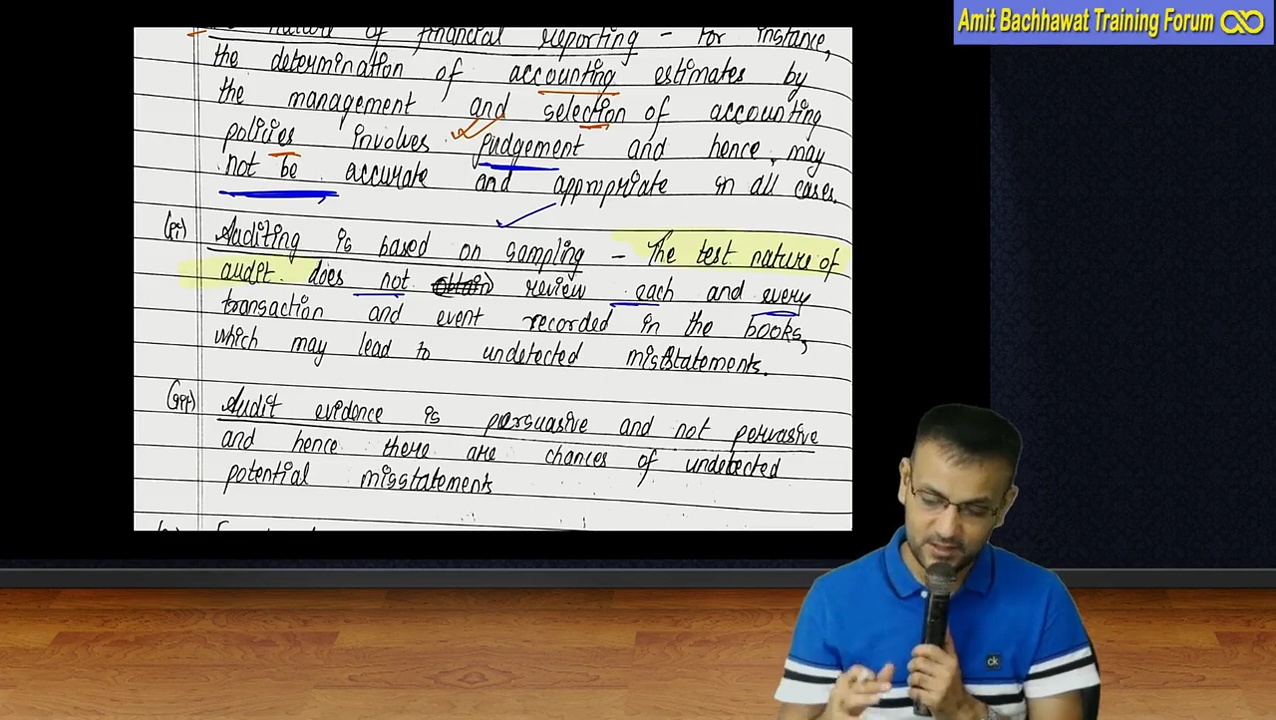 Amit Bachhawat Training Forum
nature of financial reporting - For instance,
the determination of accounting estimates by
the management and selection of accounting
policies involves judgement and hence, may
not be accurate and appropriate in all cases.
(ii) Auditing is based on sampling - The test nature of
audit does not review each and every
transaction and event recorded in the books,
which may lead to undetected misstatements.
(iii) Audit evidence is persuasive and not pervasive
and hence there are chances of undetected
potential misstatements
ck